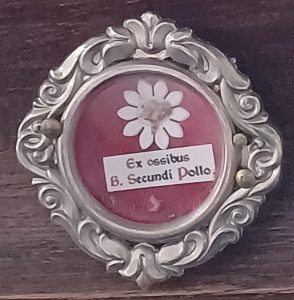 Ex ossibus
B. Secundi Pollo